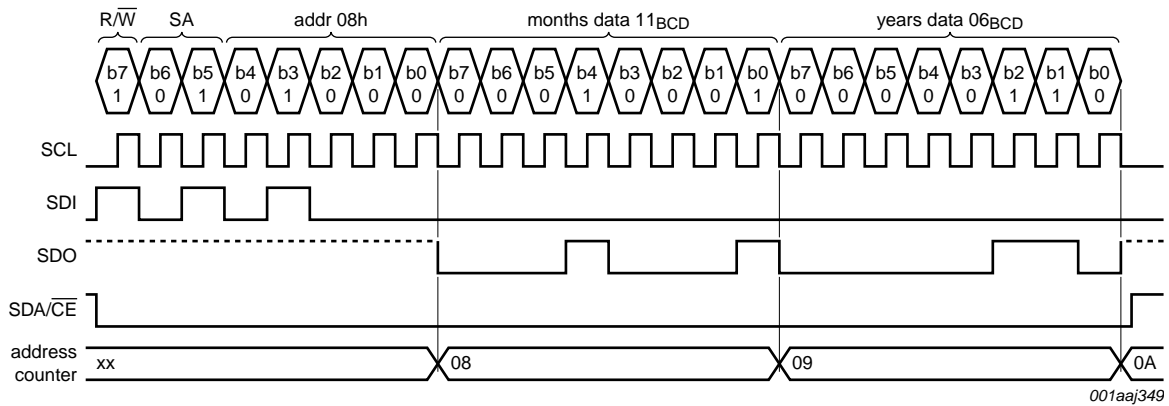 R/W SA addr 08h months data 11BCD years data 06BCD
b7 b6 b5 b4 b3 b2 b1 b0 b7 b6 b5 b4 b3 b2 b1 b0 b7 b6 b5 b4 b3 b2 b1 b0
1 0 1 0 1 0 0 0 0 0 0 1 0 0 0 1 0 0 0 0 0 1 1 0
SCL
SDI
SDO
SDA/CE
address
counter
xx 08 09 0A
001aaj349